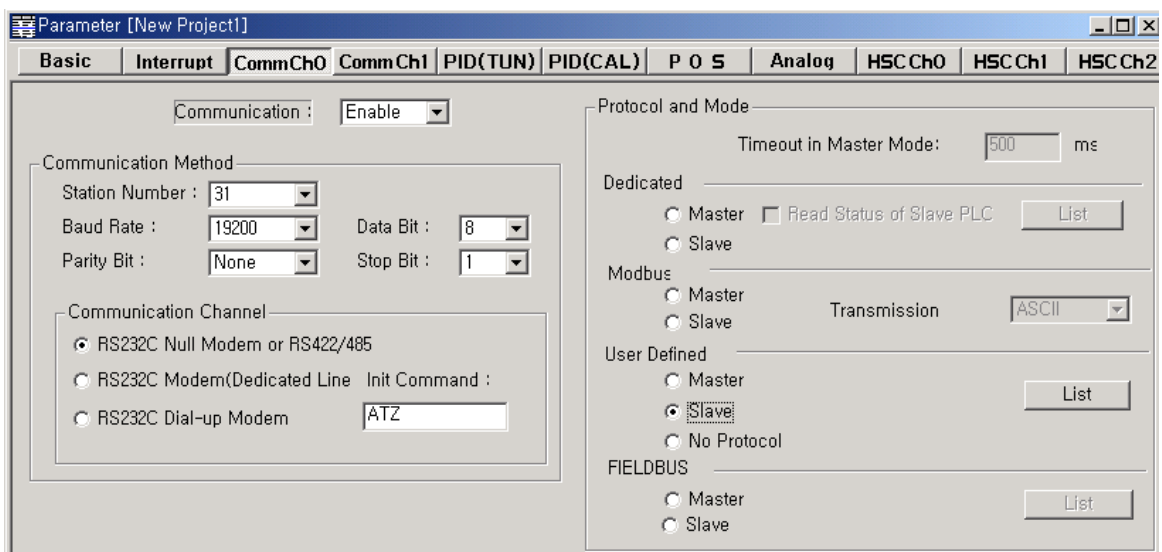 Parameter [New Project1]
Basic Interrupt CommCh0 CommCh1 PID(TUN) PID(CAL) P O S Analog HSCCh0 HSCCh1 HSCCh2
Communication : Enable
Communication Method
Station Number : 31
Baud Rate : 19200 Data Bit : 8
Parity Bit : None Stop Bit : 1
Communication Channel
RS232C Null Modem or RS422/485
RS232C Modem(Dedicated Line Init Command :
RS232C Dial-up Modem ATZ
Protocol and Mode
Timeout in Master Mode: 500 ms
Dedicated
Master Read Status of Slave PLC List
Slave
Modbus
Master
Transmission ASCII
Slave
User Defined
Master
List
Slave
No Protocol
FIELDBUS
Master List
Slave